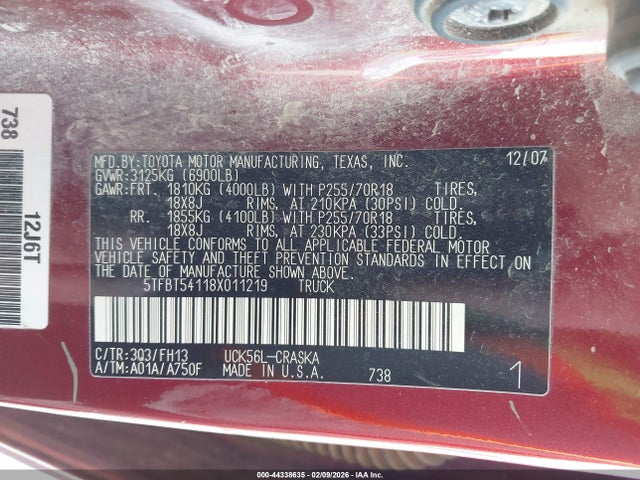 MFD.BY:TOYOTA MOTOR MANUFACTURING, TEXAS, INC. 12/07
GVWR:3125KG (6900LB)
GAWR:FRT. 1810KG (4000LB) WITH P255/70R18 TIRES,
18X8J RIMS, AT 210KPA (30PSI) COLD.
RR. 1855KG (4100LB) WITH P255/70R18 TIRES,
18X8J RIMS, AT 230KPA (33PSI) COLD.
THIS VEHICLE CONFORMS TO ALL APPLICABLE FEDERAL MOTOR
VEHICLE SAFETY AND THEFT PREVENTION STANDARDS IN EFFECT ON
THE DATE OF MANUFACTURE SHOWN ABOVE.
5TFBT54118X011219 TRUCK
C/TR:3Q3/FH13 UCK56L-CRASKA
A/TM:A01A/A750F MADE IN U.S.A. 738 1
738 12J6T
000-44338635 - 02/09/2026 - IAA Inc.